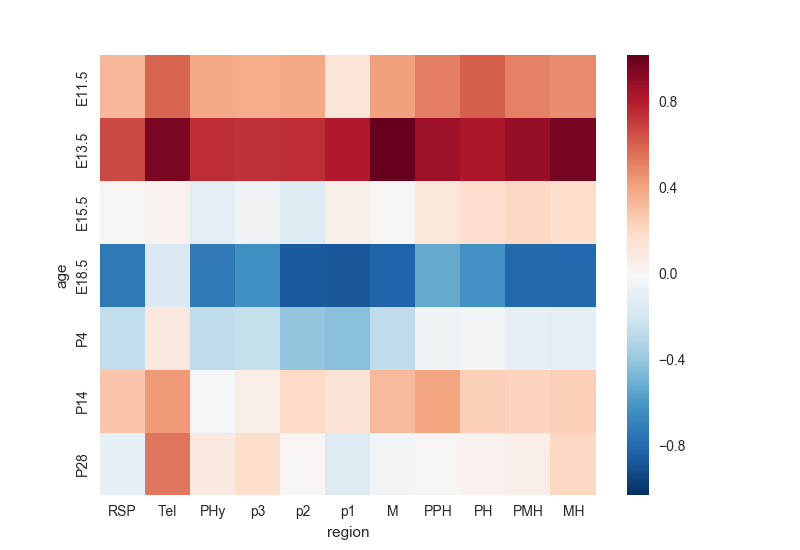 E11.5
E13.5
E15.5
E18.5
P4
P14
P28
age
RSP Tel PHy p3 p2 p1 M PPH PH PMH MH
region
0.8
0.4
0.0
−0.4
−0.8